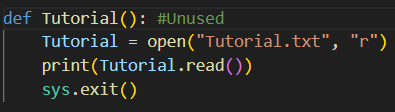 def Tutorial(): #Unused
    Tutorial = open("Tutorial.txt", "r")
    print(Tutorial.read())
    sys.exit()